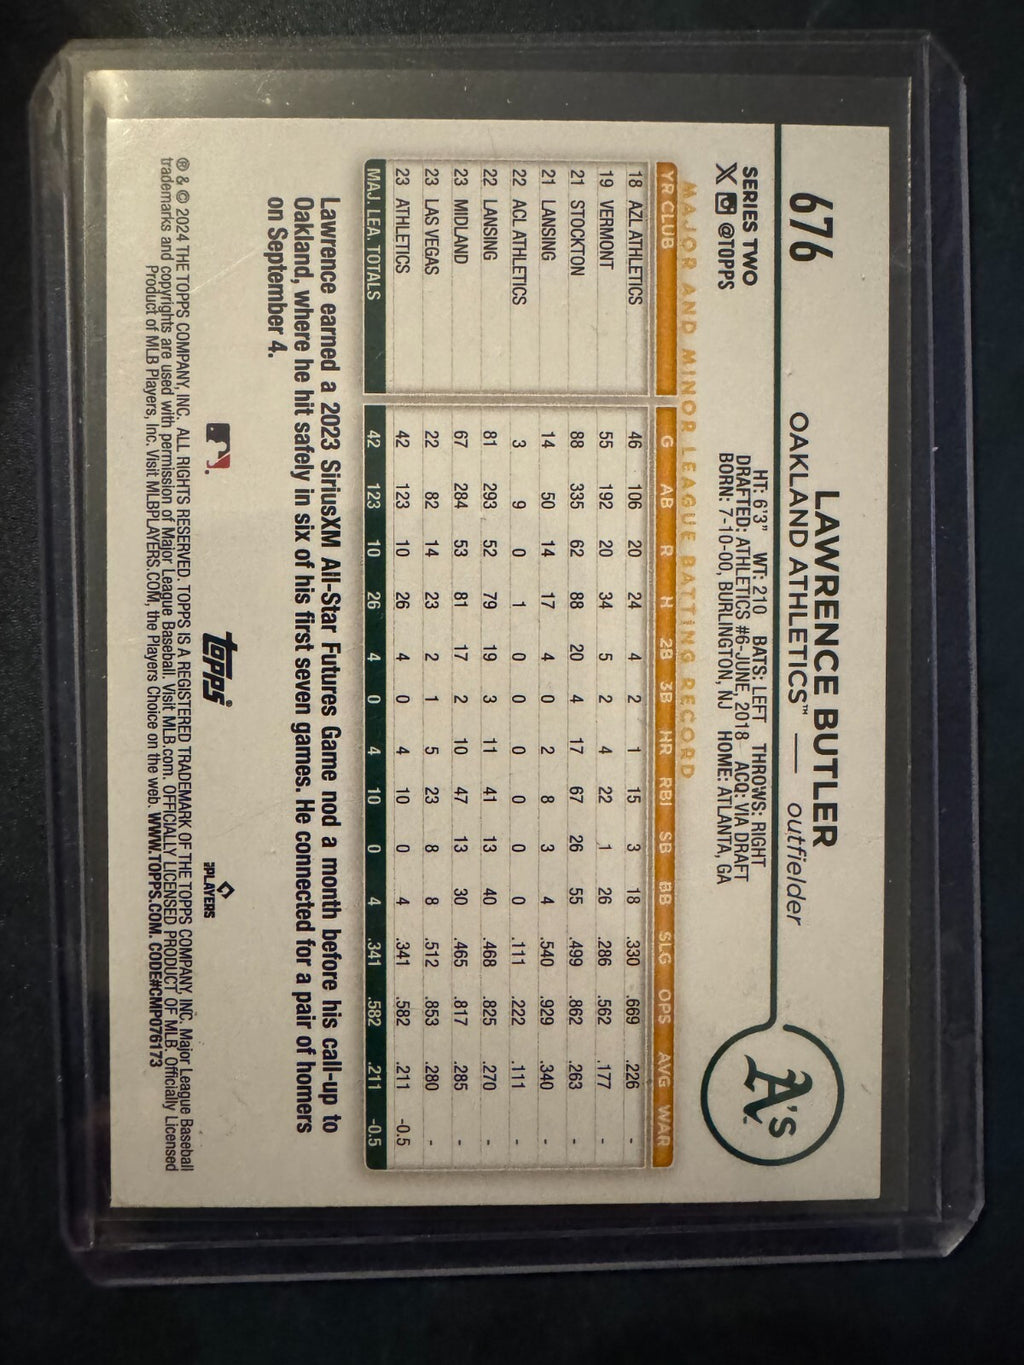 676
LAWRENCE BUTLER
OAKLAND ATHLETICS™ — outfielder
A's
SERIES TWO
X @TOPPS
HT: 6'3" WT: 210 BATS: LEFT THROWS: RIGHT
DRAFTED: ATHLETICS #6-JUNE, 2018 ACQ: VIA DRAFT
BORN: 7-10-00, BURLINGTON, NJ HOME: ATLANTA, GA
MAJOR AND MINOR LEAGUE BATTING RECORD
YR CLUB G AB R H 2B 3B HR RBI SB BB SLG OPS AVG WAR
18 AZL ATHLETICS 46 106 20 24 4 2 1 15 3 18 .330 .669 .226 -
19 VERMONT 55 192 20 34 5 2 4 22 1 26 .286 .562 .177 -
21 STOCKTON 88 335 62 88 20 4 17 67 26 55 .499 .862 .263 -
21 LANSING 14 50 14 17 4 0 2 8 3 4 .540 .929 .340 -
22 ACL ATHLETICS 3 9 0 1 0 0 0 0 0 0 .111 .222 .111 -
22 LANSING 81 293 52 79 19 3 11 41 13 40 .468 .825 .270 -
23 MIDLAND 67 284 53 81 17 2 10 47 13 30 .465 .817 .285 -
23 LAS VEGAS 22 82 14 23 2 1 5 23 8 8 .512 .853 .280 -
23 ATHLETICS 42 123 10 26 4 0 4 10 0 4 .341 .582 .211 -0.5
MAJ. LEA. TOTALS 42 123 10 26 4 0 4 10 0 4 .341 .582 .211 -0.5
Lawrence earned a 2023 SiriusXM All-Star Futures Game nod a month before his call-up to
Oakland, where he hit safely in six of his first seven games. He connected for a pair of homers
on September 4.
topps
PLAYERS
® & © 2024 THE TOPPS COMPANY, INC. ALL RIGHTS RESERVED. TOPPS IS A REGISTERED TRADEMARK OF THE TOPPS COMPANY, INC. Major League Baseball
trademarks and copyrights are used with permission of Major League Baseball. Visit MLB.com. OFFICIALLY LICENSED PRODUCT OF MLB. Officially Licensed
Product of MLB Players, Inc. Visit MLBPLAYERS.COM, the Players Choice on the web. WWW.TOPPS.COM. CODE#CMP076173